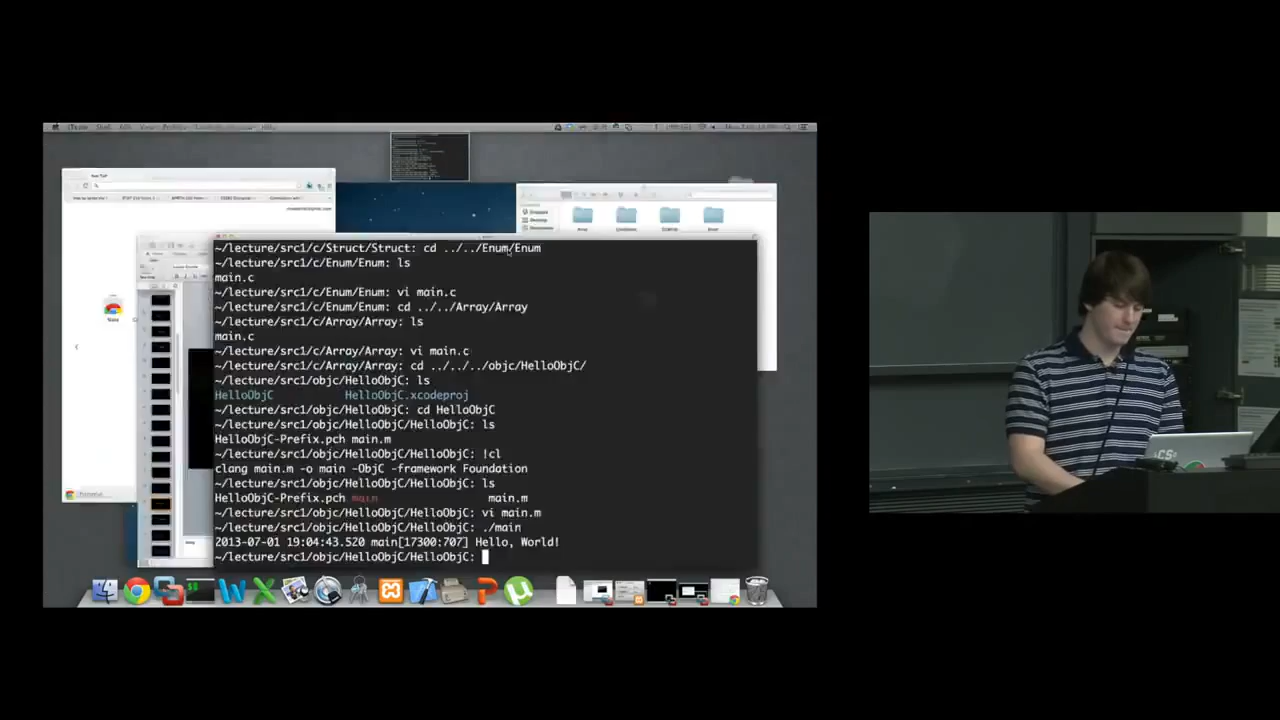 ~/lecture/src1/c/Struct/Struct: cd ../../Enum/Enum
~/lecture/src1/c/Enum/Enum: ls
main.c
~/lecture/src1/c/Enum/Enum: vi main.c
~/lecture/src1/c/Enum/Enum: cd ../../Array/Array
~/lecture/src1/c/Array/Array: ls
main.c
~/lecture/src1/c/Array/Array: vi main.c
~/lecture/src1/c/Array/Array: cd ../../../objc/HelloObjC/
~/lecture/src1/objc/HelloObjC: ls
HelloObjC HelloObjC.xcodeproj
~/lecture/src1/objc/HelloObjC: cd HelloObjC
~/lecture/src1/objc/HelloObjC/HelloObjC: ls
HelloObjC-Prefix.pch main.m
~/lecture/src1/objc/HelloObjC/HelloObjC: !cl
clang main.m -o main -ObjC -framework Foundation
~/lecture/src1/objc/HelloObjC/HelloObjC: ls
HelloObjC-Prefix.pch main main.m
~/lecture/src1/objc/HelloObjC/HelloObjC: vi main.m
~/lecture/src1/objc/HelloObjC/HelloObjC: ./main
2013-07-01 19:04:43.520 main[17300:707] Hello, World!
~/lecture/src1/objc/HelloObjC/HelloObjC: